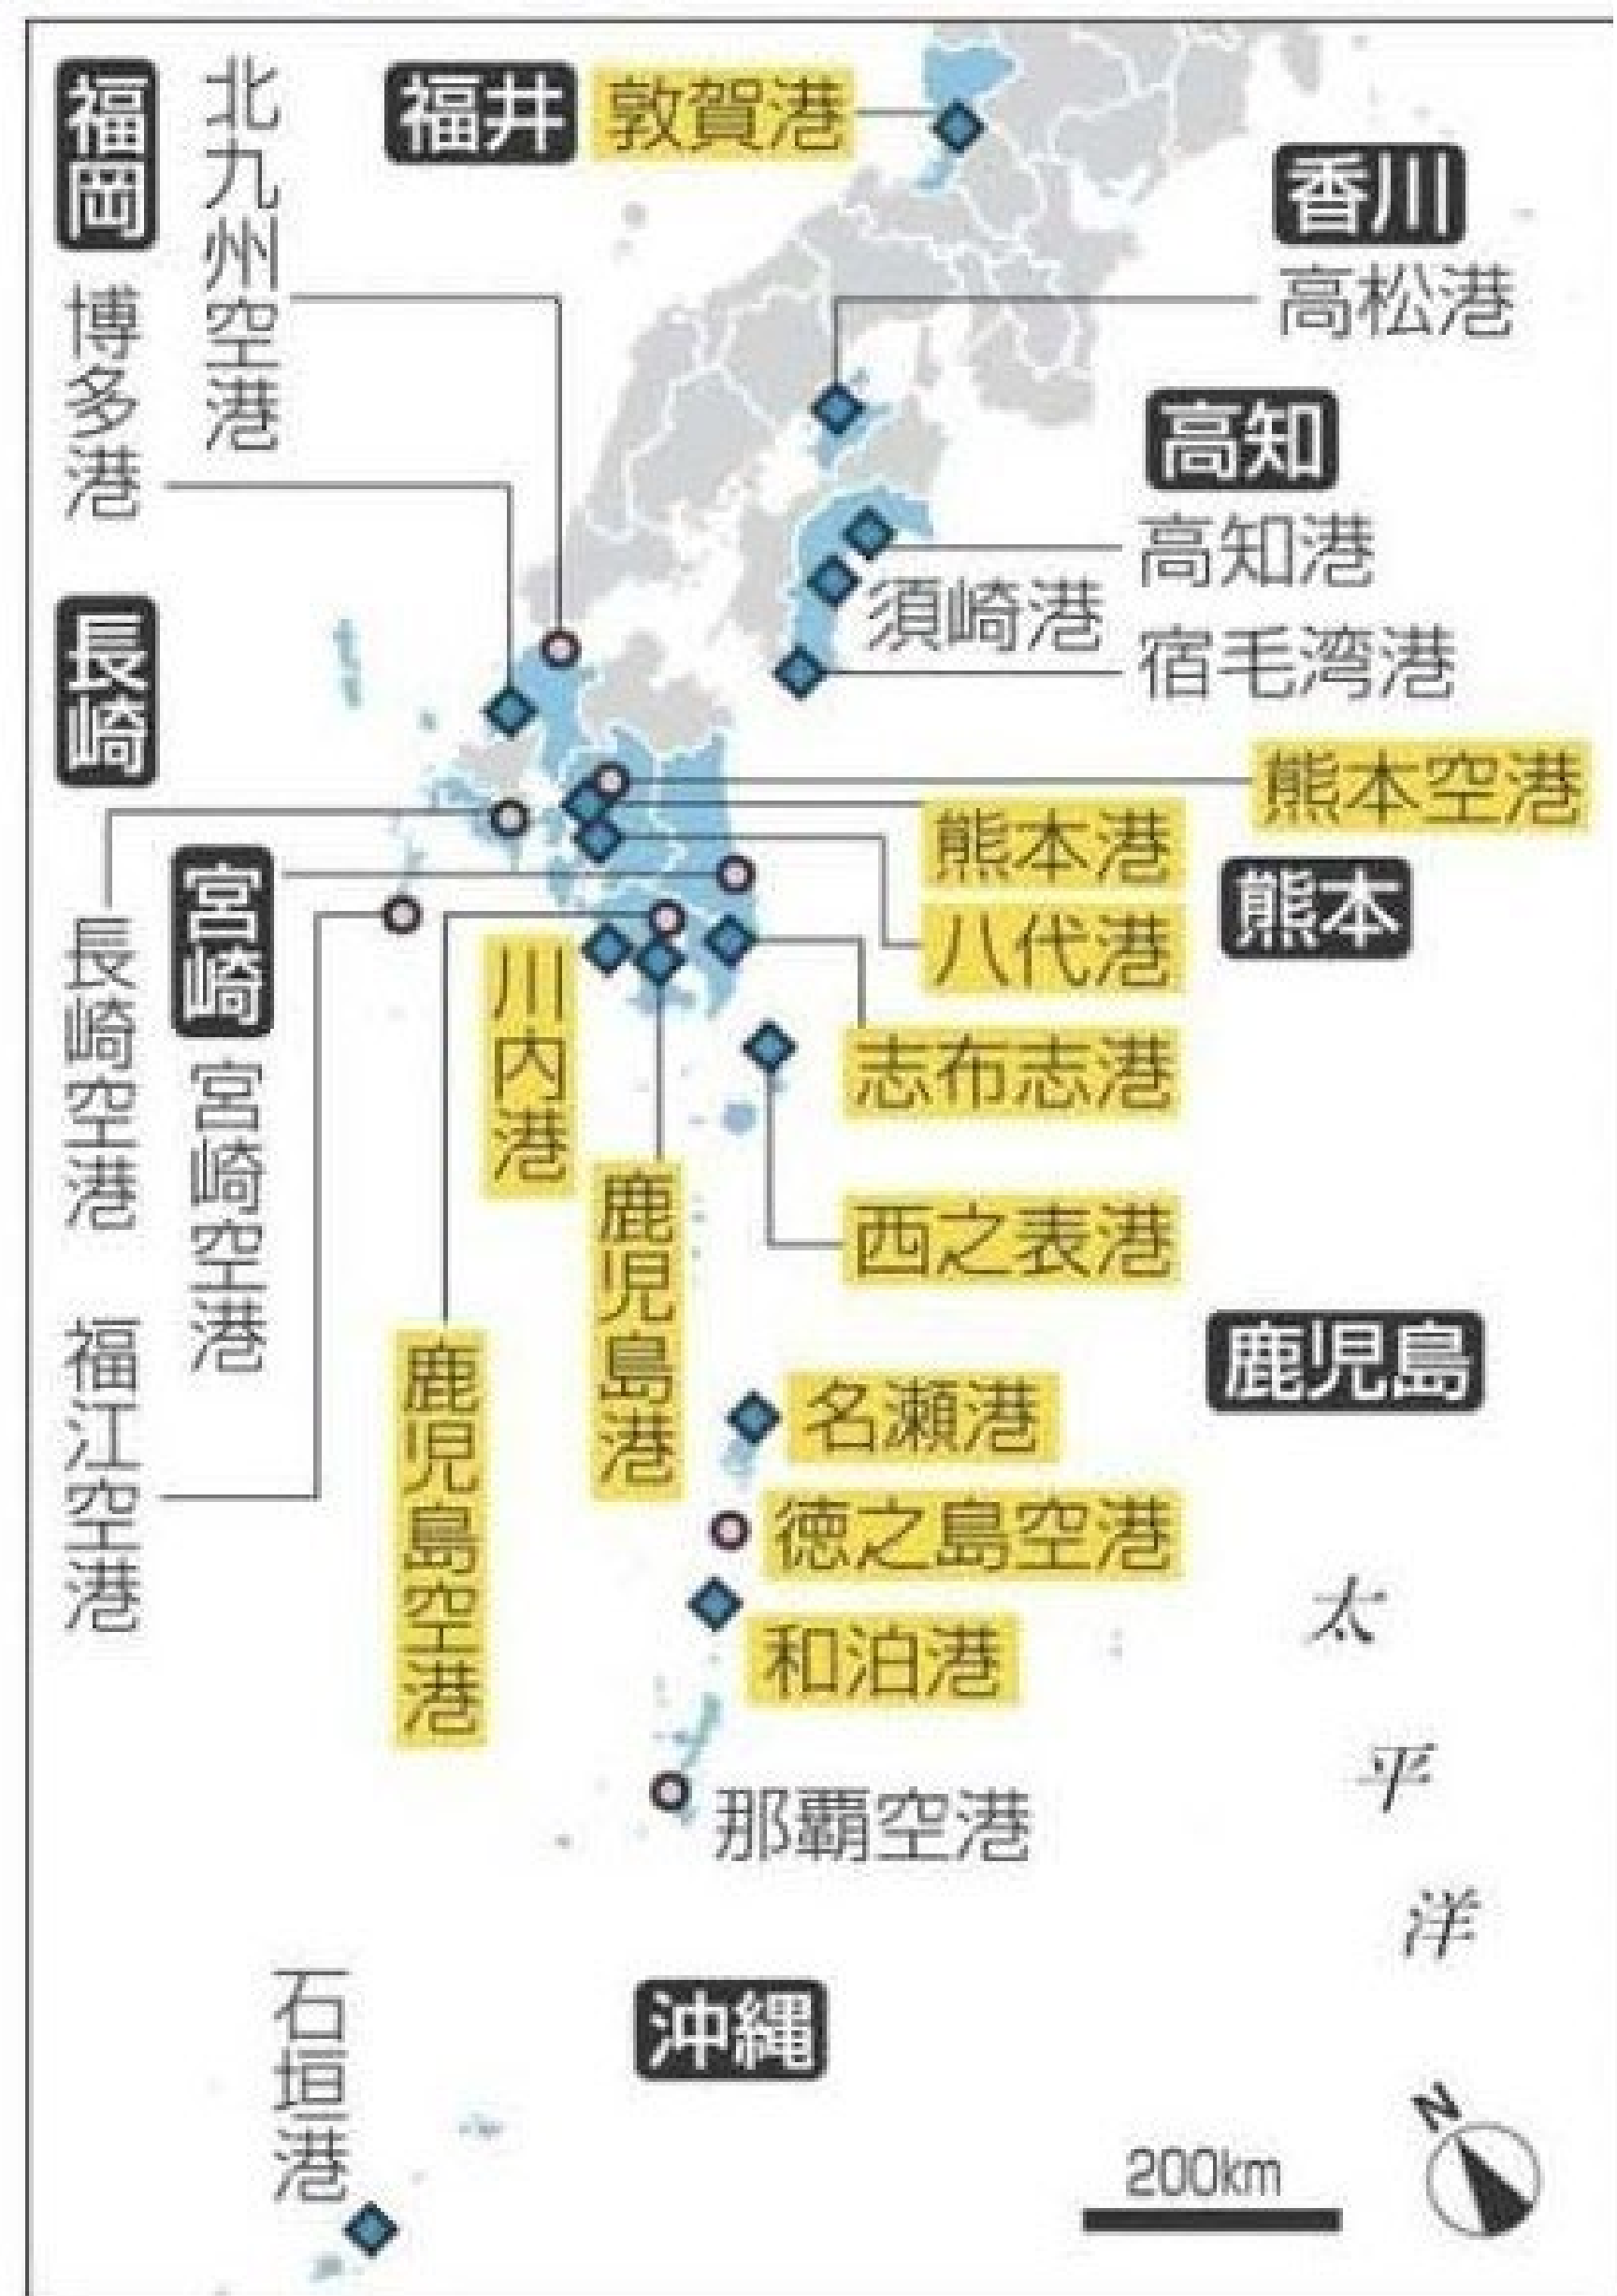 福井
敦賀港
福岡
北九州空港
博多港
香川
高松港
高知
高知港
須崎港
宿毛湾港
長崎
長崎空港
福江空港
宮崎
宮崎空港
熊本空港
熊本港
熊本
八代港
川内港
志布志港
鹿児島港
西之表港
鹿児島空港
鹿児島
名瀬港
徳之島空港
和泊港
那覇空港
沖縄
石垣港
太平洋
200km
N